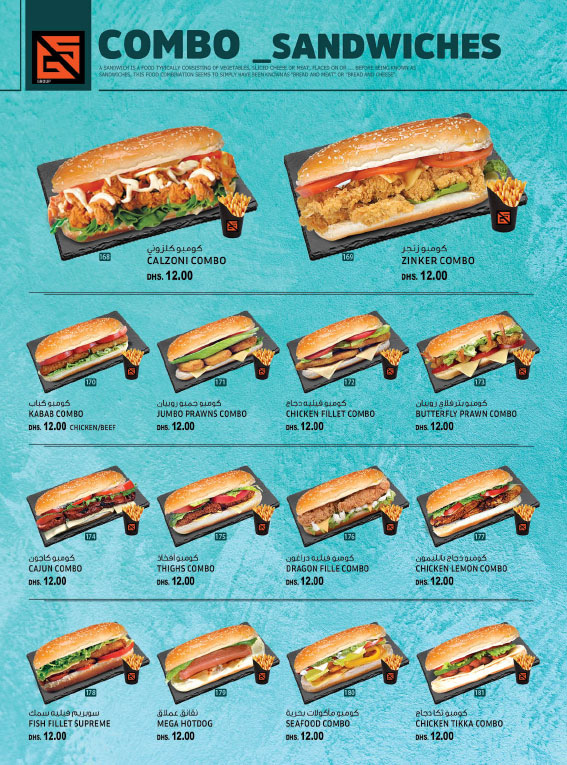 GROUP
COMBO _SANDWICHES
A SANDWICH IS A FOOD TYPICALLY CONSISTING OF VEGETABLES, SLICED CHEESE OR MEAT, PLACED ON OR .... BEFORE BEING KNOWN AS
SANDWICHES, THIS FOOD COMBINATION SEEMS TO SIMPLY HAVE BEEN KNOWN AS "BREAD AND MEAT" OR "BREAD AND CHEESE"
168
كومبو كلزوني
CALZONI COMBO
DHS. 12.00
169
كومبو زنجر
ZINKER COMBO
DHS. 12.00
170
كومبو كباب
KABAB COMBO
DHS. 12.00 CHICKEN/BEEF
171
كومبو جمبو روبيان
JUMBO PRAWNS COMBO
DHS. 12.00
172
كومبو فيليه دجاج
CHICKEN FILLET COMBO
DHS. 12.00
173
كومبو بترفلاي روبيان
BUTTERFLY PRAWN COMBO
DHS. 12.00
174
كومبو كاجون
CAJUN COMBO
DHS. 12.00
175
كومبو افخاذ
THIGHS COMBO
DHS. 12.00
176
كومبو فيليه دراغون
DRAGON FILLE COMBO
DHS. 12.00
177
كومبو دجاج بالليمون
CHICKEN LEMON COMBO
DHS. 12.00
178
سوبريم فيليه سمك
FISH FILLET SUPREME
DHS. 12.00
179
نقانق عملاق
MEGA HOTDOG
DHS. 12.00
180
كومبو مأكولات بحرية
SEAFOOD COMBO
DHS. 12.00
181
كومبو تكا دجاج
CHICKEN TIKKA COMBO
DHS. 12.00